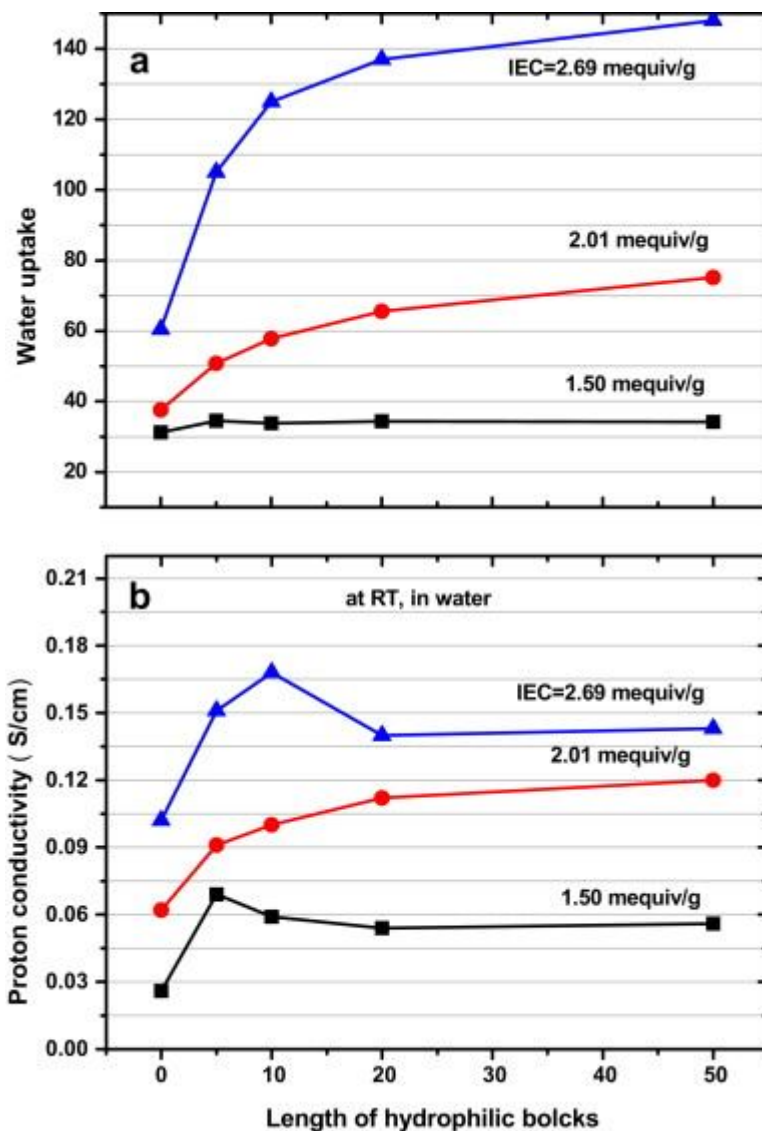 a
IEC=2.69 mequiv/g
2.01 mequiv/g
1.50 mequiv/g
Water uptake
140
120
100
80
60
40
20
b
at RT, in water
IEC=2.69 mequiv/g
2.01 mequiv/g
1.50 mequiv/g
Proton conductivity ( S/cm)
0.21
0.18
0.15
0.12
0.09
0.06
0.03
0.00
0 10 20 30 40 50
Length of hydrophilic bolcks